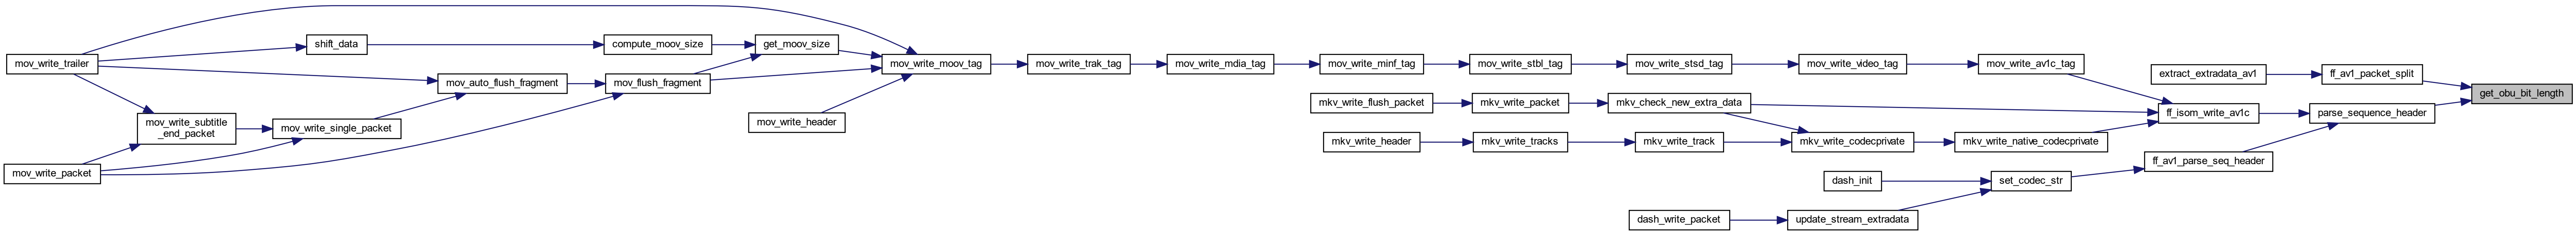 mov_write_trailer
shift_data
compute_moov_size
get_moov_size
mov_auto_flush_fragment
mov_flush_fragment
mov_write_subtitle
_end_packet
mov_write_single_packet
mov_write_packet
mov_write_moov_tag
mov_write_header
mov_write_trak_tag
mov_write_mdia_tag
mov_write_minf_tag
mov_write_stbl_tag
mov_write_stsd_tag
mov_write_video_tag
mov_write_av1c_tag
mkv_write_flush_packet
mkv_write_packet
mkv_check_new_extra_data
mkv_write_header
mkv_write_tracks
mkv_write_track
mkv_write_codecprivate
mkv_write_native_codecprivate
dash_init
set_codec_str
dash_write_packet
update_stream_extradata
extract_extradata_av1
ff_av1_packet_split
ff_isom_write_av1c
parse_sequence_header
ff_av1_parse_seq_header
get_obu_bit_length